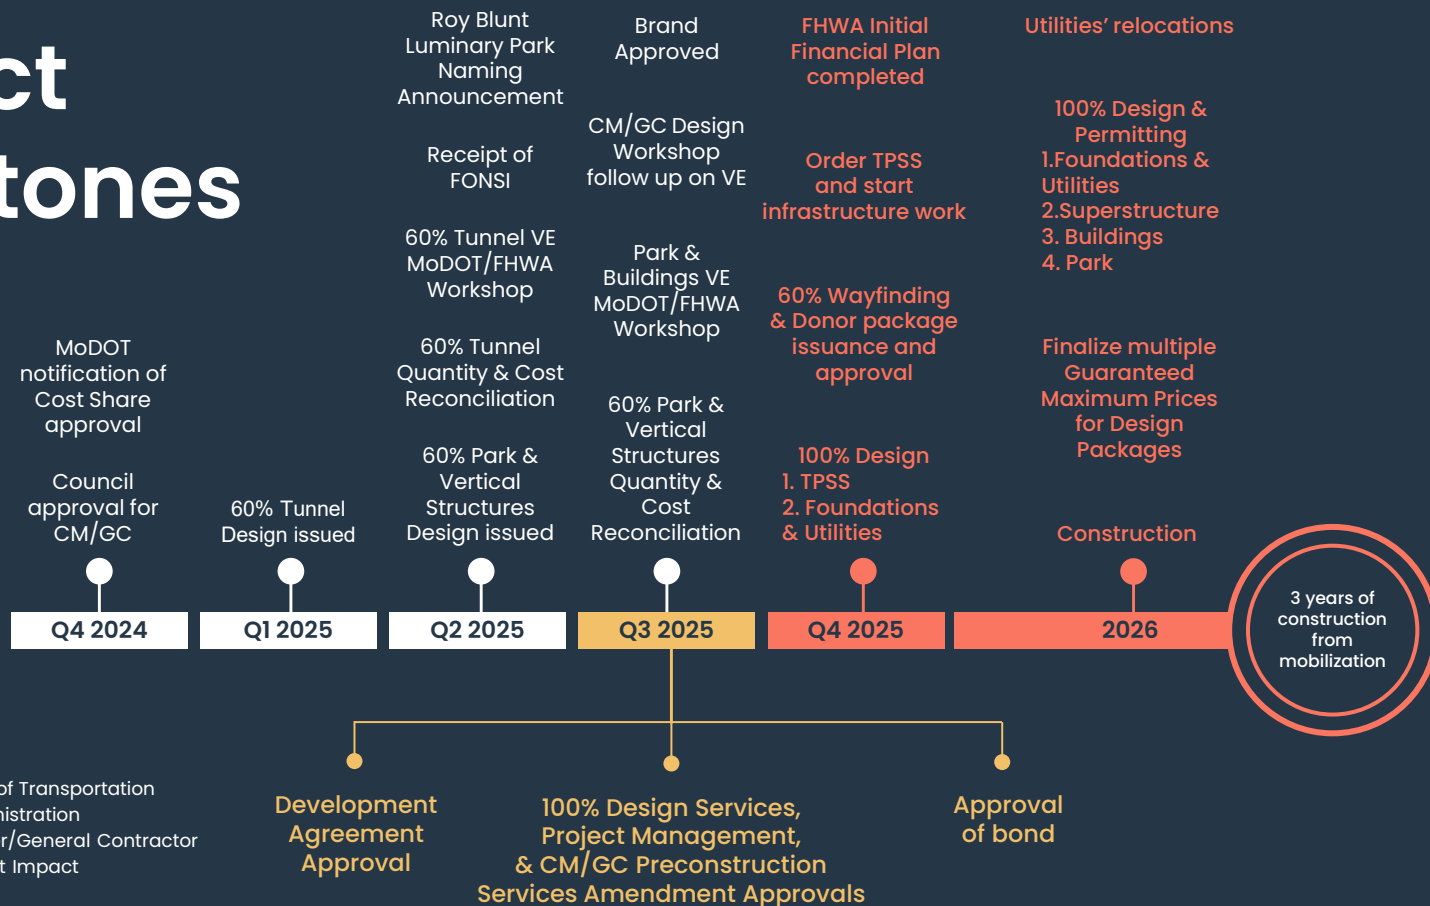 ct
tones
MoDOT
notification of
Cost Share
approval
Council
approval for
CM/GC
60% Tunnel
Design issued
Roy Blunt
Luminary Park
Naming
Announcement
Receipt of
FONSI
60% Tunnel VE
MoDOT/FHWA
Workshop
60% Tunnel
Quantity & Cost
Reconciliation
60% Park &
Vertical
Structures
Design issued
Brand
Approved
CM/GC Design
Workshop
follow up on VE
Park &
Buildings VE
MoDOT/FHWA
Workshop
60% Park &
Vertical
Structures
Quantity &
Cost
Reconciliation
FHWA Initial
Financial Plan
completed
Order TPSS
and start
infrastructure work
60% Wayfinding
& Donor package
issuance and
approval
100% Design
1. TPSS
2. Foundations
& Utilities
Utilities’ relocations
100% Design &
Permitting
1.Foundations &
Utilities
2.Superstructure
3. Buildings
4. Park
Finalize multiple
Guaranteed
Maximum Prices
for Design
Packages
Construction
Q4 2024
Q1 2025
Q2 2025
Q3 2025
Q4 2025
2026
3 years of
construction
from
mobilization
Development
Agreement
Approval
100% Design Services,
Project Management,
& CM/GC Preconstruction
Services Amendment Approvals
Approval
of bond
of Transportation
nistration
r/General Contractor
t Impact